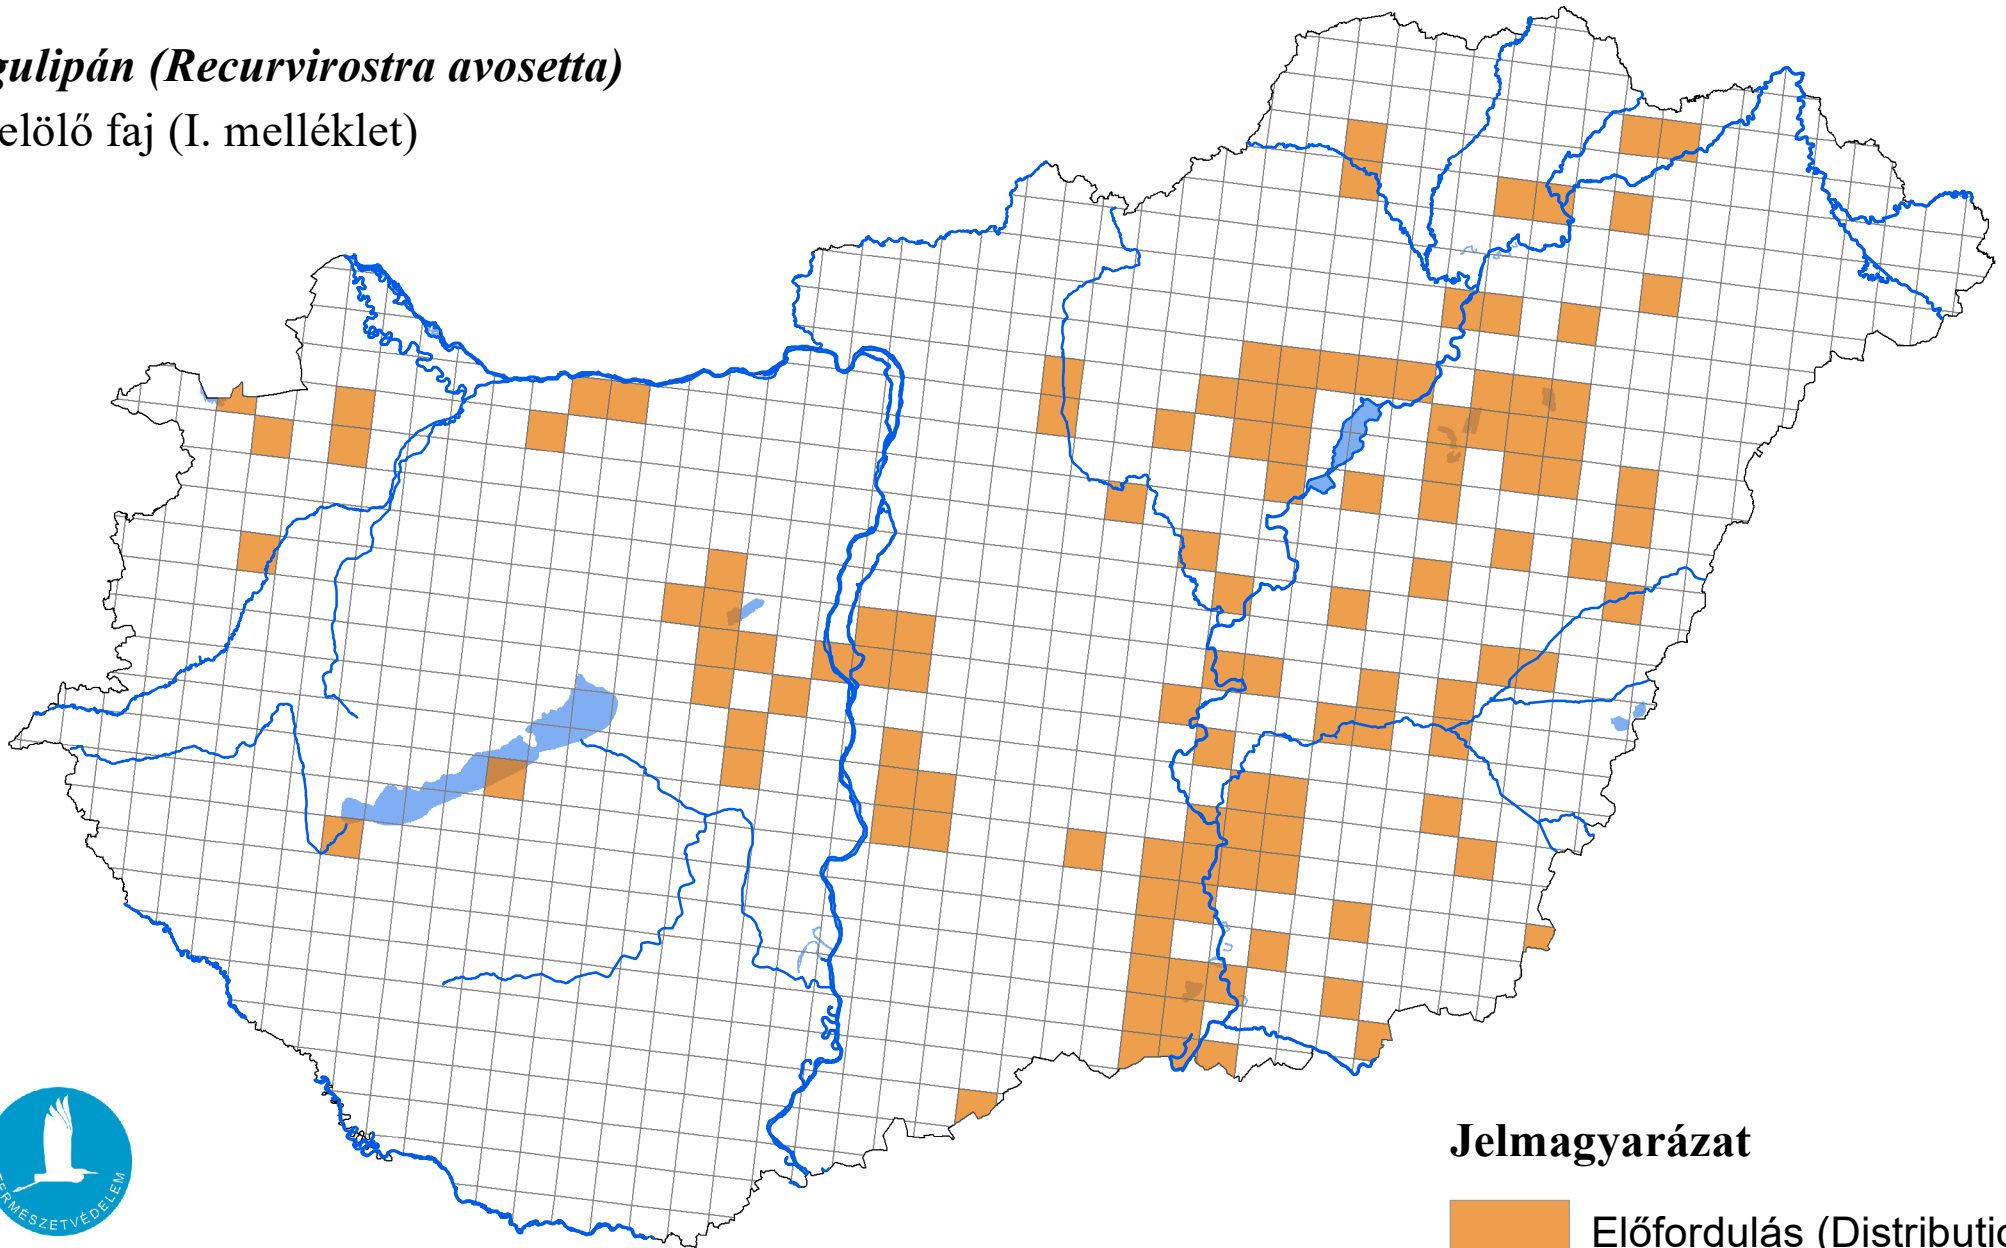 gulipán (Recurvirostra avosetta)
elölő faj (I. melléklet)
Jelmagyarázat
Előfordulás (Distributio
TERMÉSZETVÉDELEM